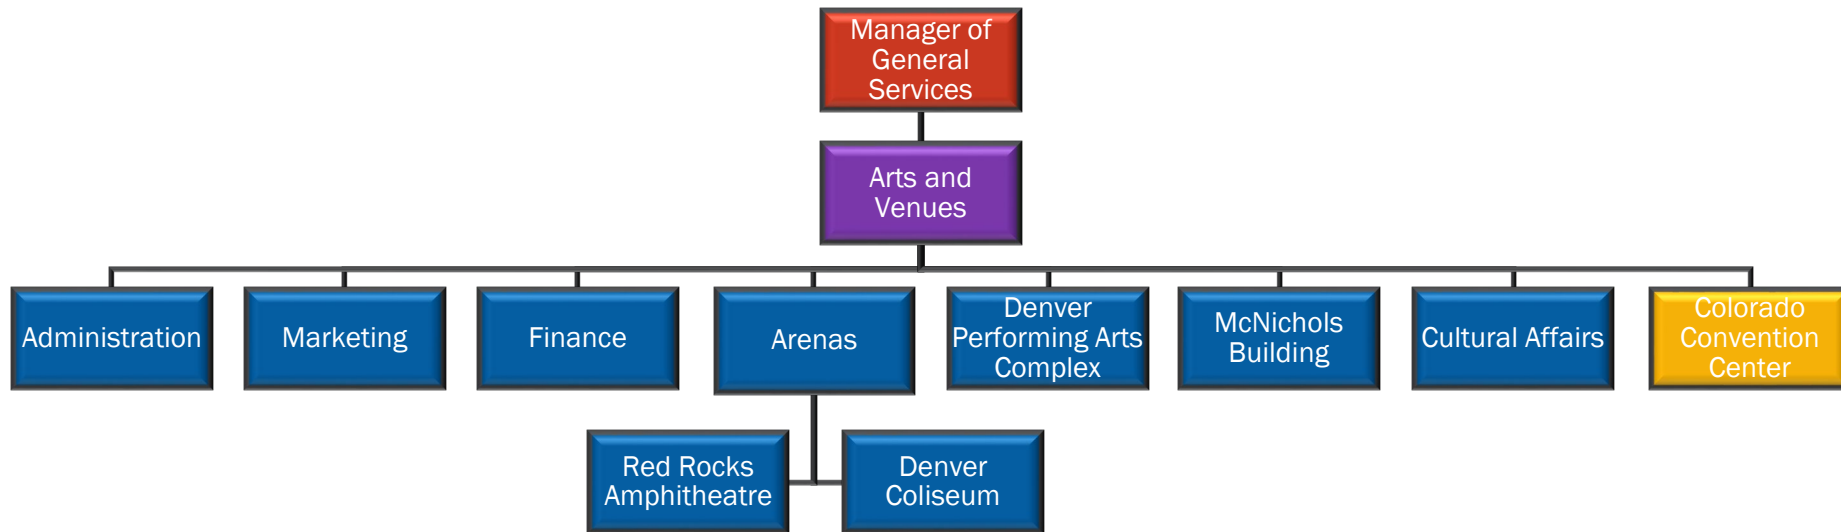 Manager of
General
Services
Arts and
Venues
Administration
Marketing
Finance
Arenas
Denver
Performing Arts
Complex
McNichols
Building
Cultural Affairs
Colorado
Convention
Center
Red Rocks
Amphitheatre
Denver
Coliseum